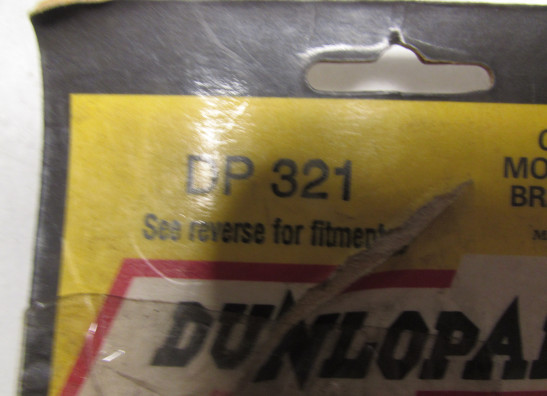 DP 321
See reverse for fitment
DUNLOPA